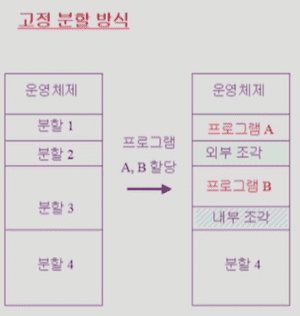 고정 분할 방식
운영체제
분할 1
분할 2
분할 3
분할 4
프로그램
A, B 할당
운영체제
프로그램 A
외부 조각
프로그램 B
내부 조각
분할 4